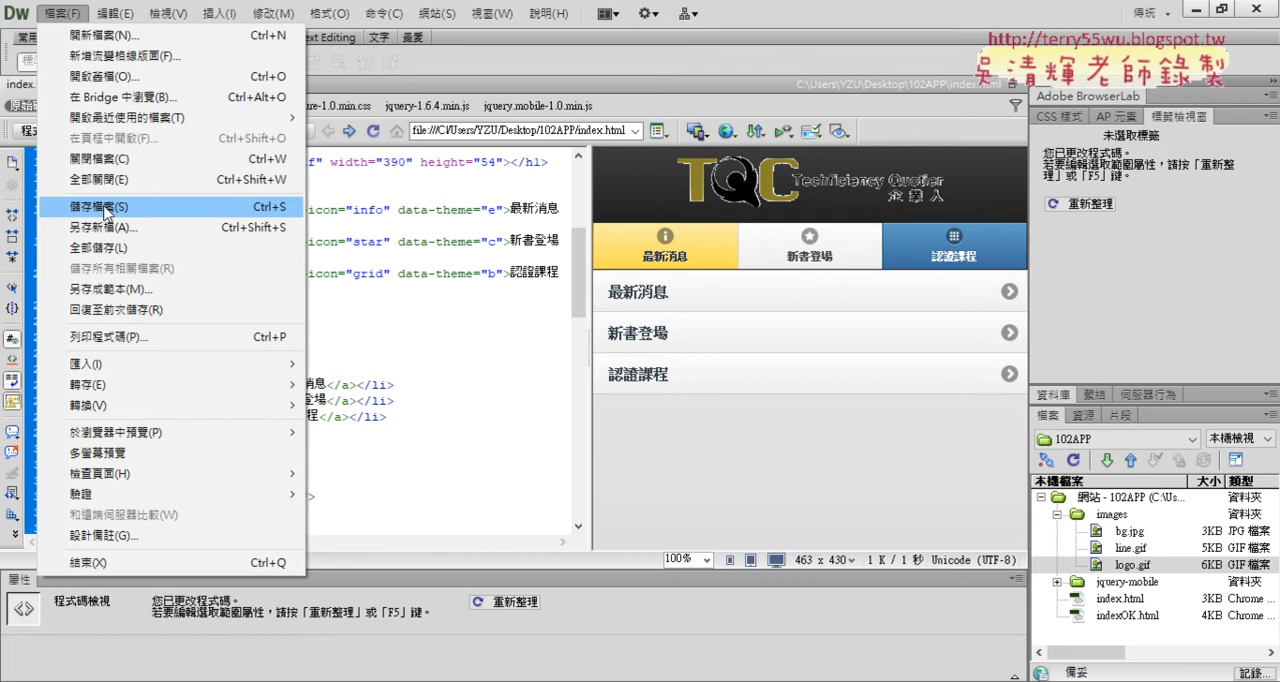 Dw 檔案(F) 編輯(E) 檢視(V) 插入(I) 修改(M) 格式(O) 命令(C) 網站(S) 視窗(W) 說明(H) 傳統
開新檔案(N)... Ctrl+N
新增流變格線版面(F)...
開啟舊檔(O)... Ctrl+O
在 Bridge 中瀏覽(B)... Ctrl+Alt+O
開啟最近使用的檔案(T)
在頁框中開啟(F)... Ctrl+Shift+O
關閉檔案(C) Ctrl+W
全部關閉(E) Ctrl+Shift+W
儲存檔案(S) Ctrl+S
另存新檔(A)... Ctrl+Shift+S
全部儲存(L)
儲存所有相關檔案(R)
另存成範本(M)...
回復至前次儲存(R)
列印程式碼(P)... Ctrl+P
匯入(I)
轉存(E)
轉換(V)
於瀏覽器中預覽(P)
多螢幕預覽
檢查頁面(H)
驗證
和遠端伺服器比較(W)
設計備註(G)...
結束(X) Ctrl+Q
ext Editing 文字 最愛
http://terry55wu.blogspot.tw
吳清輝老師錄製
index.
C:\Users\YZU\Desktop\102APP\index.html
ure-1.0.min.css jquery-1.6.4.min.js jquery.mobile-1.0.min.js
file:///C|/Users/YZU/Desktop/102APP/index.html
f" width="390" height="54"></h1>
icon="info" data-theme="e">最新消息
icon="star" data-theme="c">新書登場
icon="grid" data-theme="b">認證課程
息</a></li>
場</a></li>
程</a></li>
TQC Techficiency Quotient
企業人
最新消息 新書登場 認證課程
最新消息
新書登場
認證課程
100% 463 x 430 1 K / 1 秒 Unicode (UTF-8)
屬性
程式碼檢視
您已更改程式碼。
若要編輯選取範圍屬性，請按「重新整理」或「F5」鍵。
重新整理
Adobe BrowserLab
CSS 樣式 AP 元素 標籤檢視窗
未選取標籤
您已更改程式碼。
若要編輯選取範圍屬性，請按「重新整理」或「F5」鍵。
重新整理
資料庫 繫結 伺服器行為
檔案 資源 片段
102APP 本機檢視
本機檔案 大小 類型
網站 - 102APP (C:\Us... 資料夾
images 資料夾
bg.jpg 3KB JPG 檔案
line.gif 5KB GIF 檔案
logo.gif 6KB GIF 檔案
jquery-mobile 資料夾
index.html 3KB Chrome ...
indexOK.html 4KB Chrome ...
備妥 記錄...